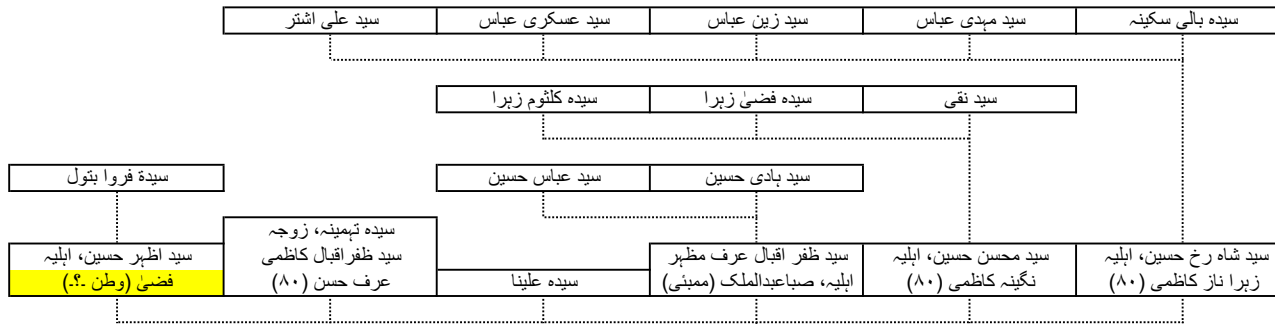 سیدہ بالی سکینہ
سید مہدی عباس
سید زین عباس
سید عسکری عباس
سید علی اشتر
سید نقی
سیدہ فضیٰ زہرا
سیدہ کلثوم زہرا
سید ہادی حسین
سید عباس حسین
سیدۃ فروا بتول
سید شاہ رخ حسین، اہلیہ
زہرا ناز کاظمی (۸۰)
سید محسن حسین، اہلیہ
نگینہ کاظمی (۸۰)
سید ظفر اقبال عرف مظہر
اہلیہ، صباعبدالملک (ممبئی)
سیدہ علینا
سیدہ تہمینہ، زوجہ
سید ظفراقبال کاظمی
عرف حسن (۸۰)
سید اظہر حسین، اہلیہ
فضیٰ (وطن ۔؟۔)